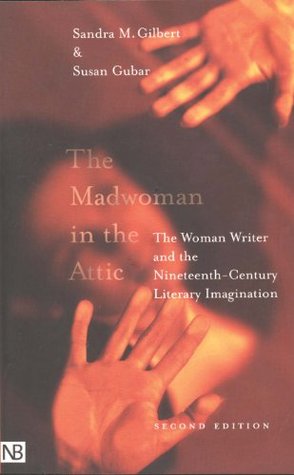 Sandra M. Gilbert
&
Susan Gubar
The
Madwoman
in the
Attic
The Woman Writer
and the
Nineteenth-Century
Literary Imagination
SECOND EDITION
NB